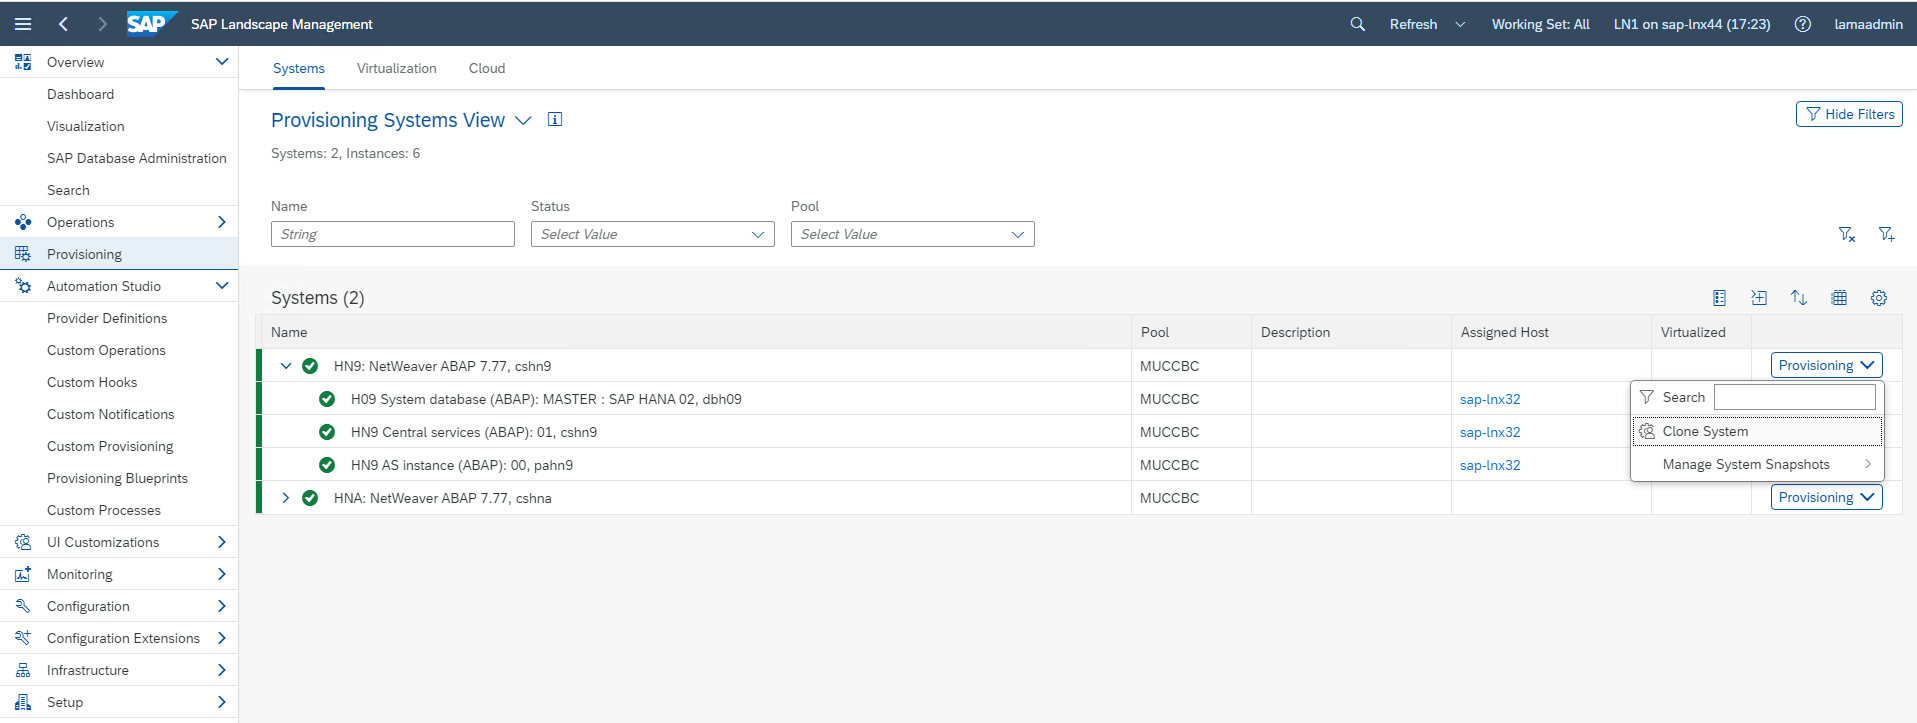 SAP SAP Landscape Management Refresh Working Set: All LN1 on sap-lnx44 (17:23) lamaadmin
Overview
Dashboard
Visualization
SAP Database Administration
Search
Operations
Provisioning
Automation Studio
Provider Definitions
Custom Operations
Custom Hooks
Custom Notifications
Custom Provisioning
Provisioning Blueprints
Custom Processes
UI Customizations
Monitoring
Configuration
Configuration Extensions
Infrastructure
Setup
Systems Virtualization Cloud
Provisioning Systems View
Hide Filters
Systems: 2, Instances: 6
Name Status Pool
String Select Value Select Value
Systems (2)
Name Pool Description Assigned Host Virtualized
HN9: NetWeaver ABAP 7.77, cshn9 MUCCBC Provisioning
H09 System database (ABAP): MASTER : SAP HANA 02, dbh09 MUCCBC sap-lnx32
HN9 Central services (ABAP): 01, cshn9 MUCCBC sap-lnx32
HN9 AS instance (ABAP): 00, pahn9 MUCCBC sap-lnx32
HNA: NetWeaver ABAP 7.77, cshna MUCCBC Provisioning
Search
Clone System
Manage System Snapshots